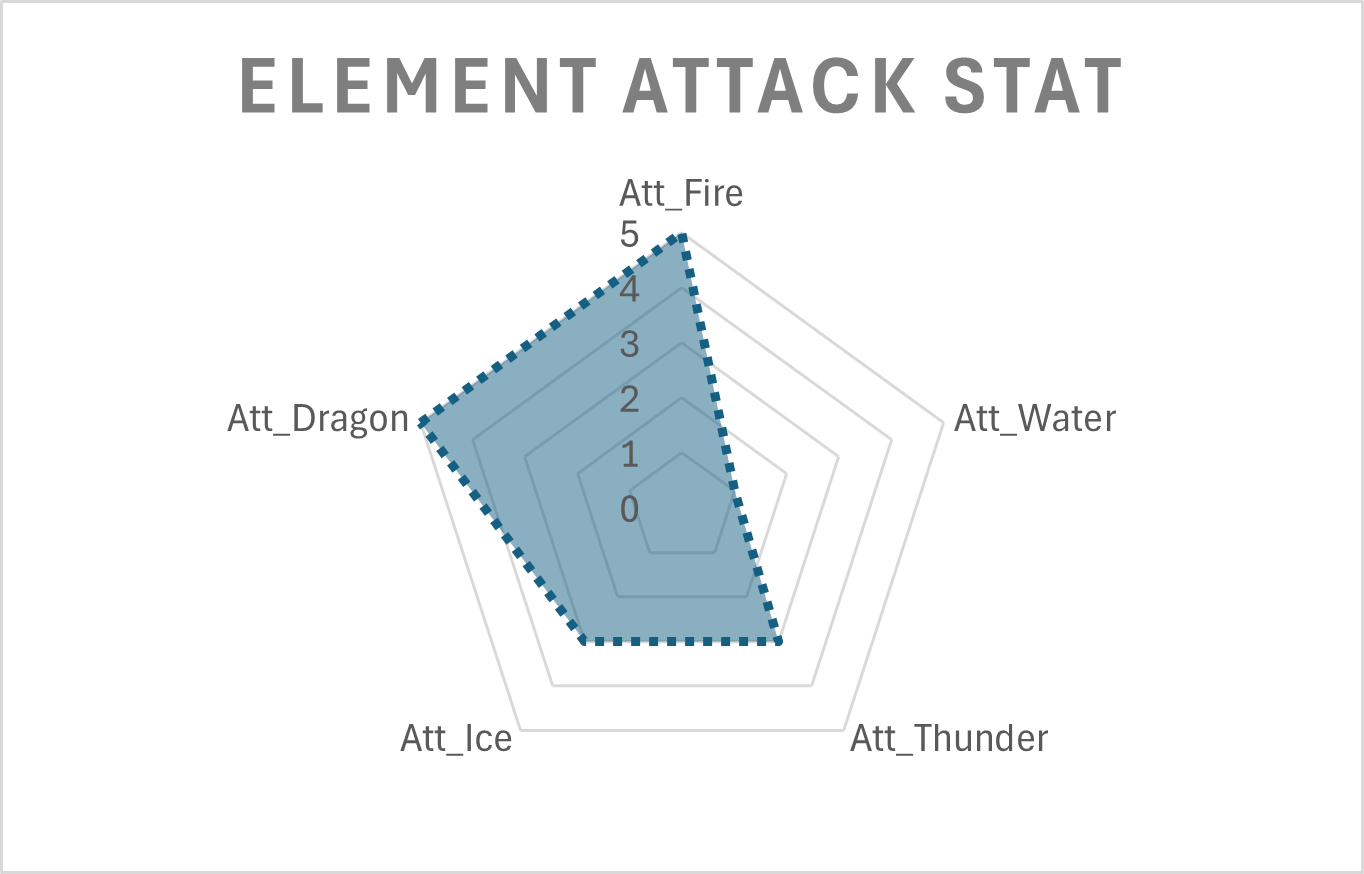 ELEMENT ATTACK STAT
Att_Fire
5
4
3
Att_Dragon
Att_Water
2
1
0
Att_Ice
Att_Thunder